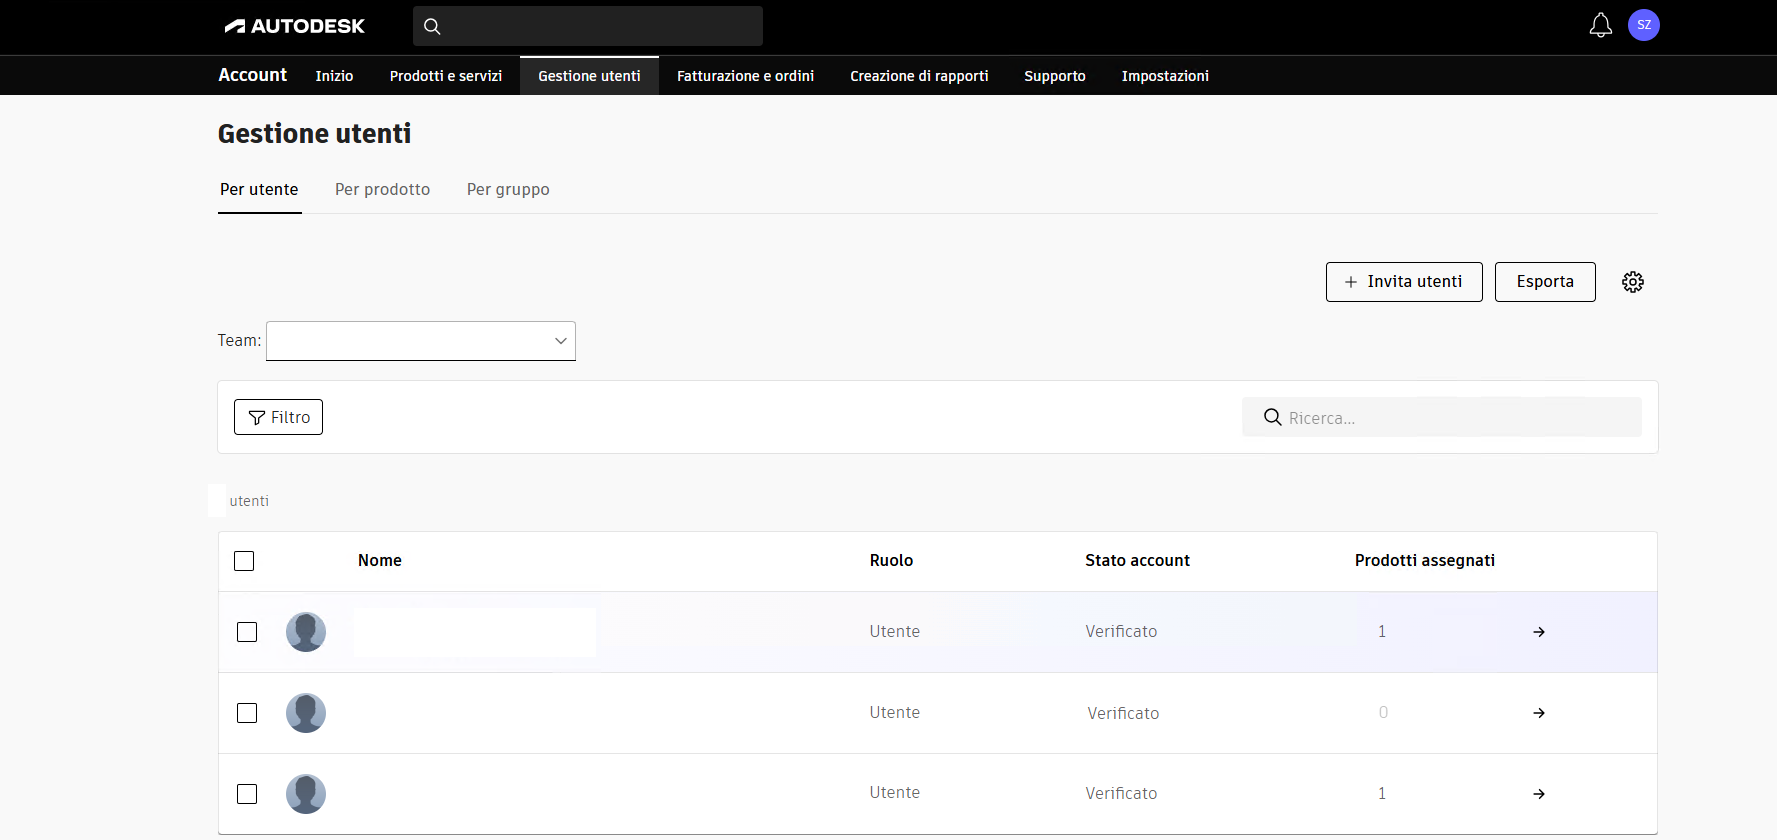 AUTODESK
SZ
Account Inizio Prodotti e servizi Gestione utenti Fatturazione e ordini Creazione di rapporti Supporto Impostazioni
Gestione utenti
Per utente Per prodotto Per gruppo
+ Invita utenti Esporta
Team:
Filtro Ricerca...
utenti
Nome Ruolo Stato account Prodotti assegnati
Utente Verificato 1 →
Utente Verificato 0 →
Utente Verificato 1 →